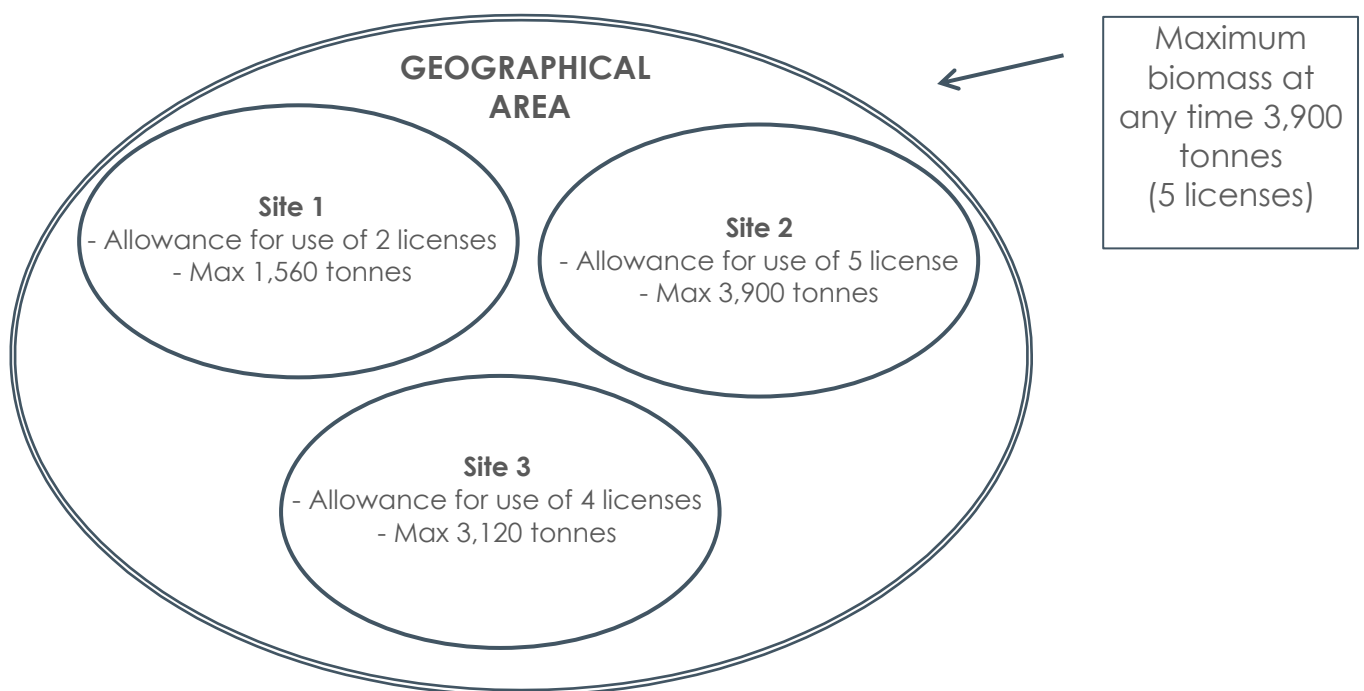 GEOGRAPHICAL
AREA
Maximum
biomass at
any time 3,900
tonnes
(5 licenses)
Site 1
- Allowance for use of 2 licenses
- Max 1,560 tonnes
Site 2
- Allowance for use of 5 license
- Max 3,900 tonnes
Site 3
- Allowance for use of 4 licenses
- Max 3,120 tonnes